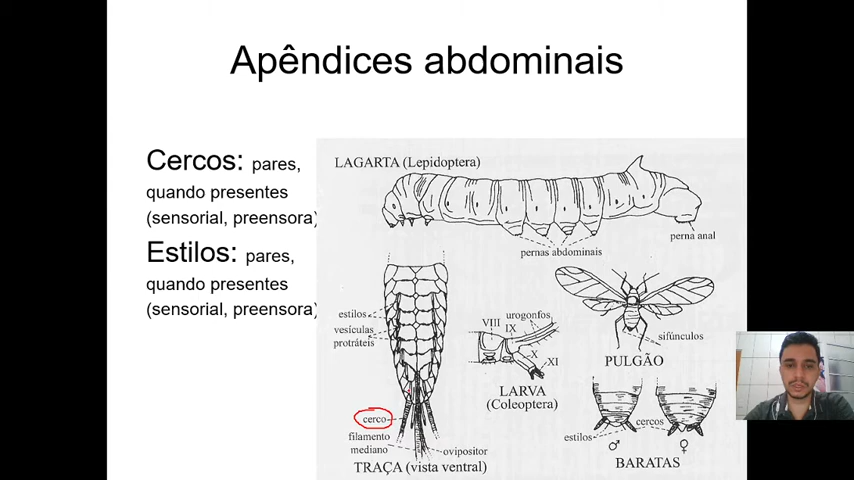 Apêndices abdominais
Cercos: pares,
quando presentes
(sensorial, preensora)
Estilos: pares,
quando presentes
(sensorial, preensora)
LAGARTA (Lepidoptera)
perna anal
pernas abdominais
estilos
vesículas
protráteis
cerco
filamento
mediano
ovipositor
TRAÇA (vista ventral)
urogonfos
VIII
IX
X
XI
LARVA
(Coleoptera)
sifúnculos
PULGÃO
cercos
estilos
♂
♀
BARATAS